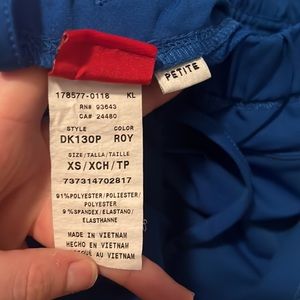 PETITE
178577-0118 KL
RN# 93643
CA# 24480
STYLE COLOR
DK130P ROY
SIZE/TALLA/TAILLE
XS/XCH/TP
737314702817
91%POLYESTER/POLIESTER/
POLYESTER
9%SPANDEX/ELASTANO/
ELASTHANNE
MADE IN VIETNAM
HECHO EN VIETNAM
AU VIETNAM